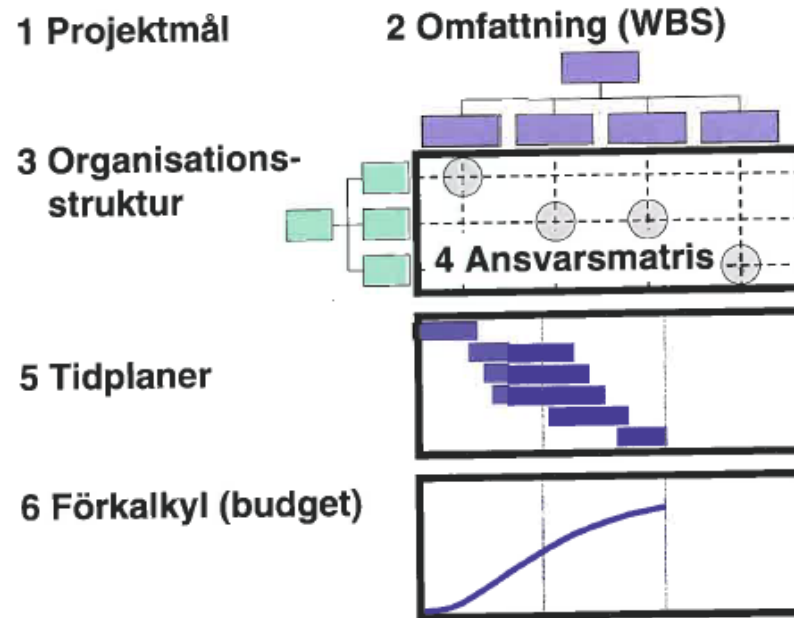 1 Projektmål
2 Omfattning (WBS)
3 Organisations-
struktur
4 Ansvarsmatris
5 Tidplaner
6 Förkalkyl (budget)